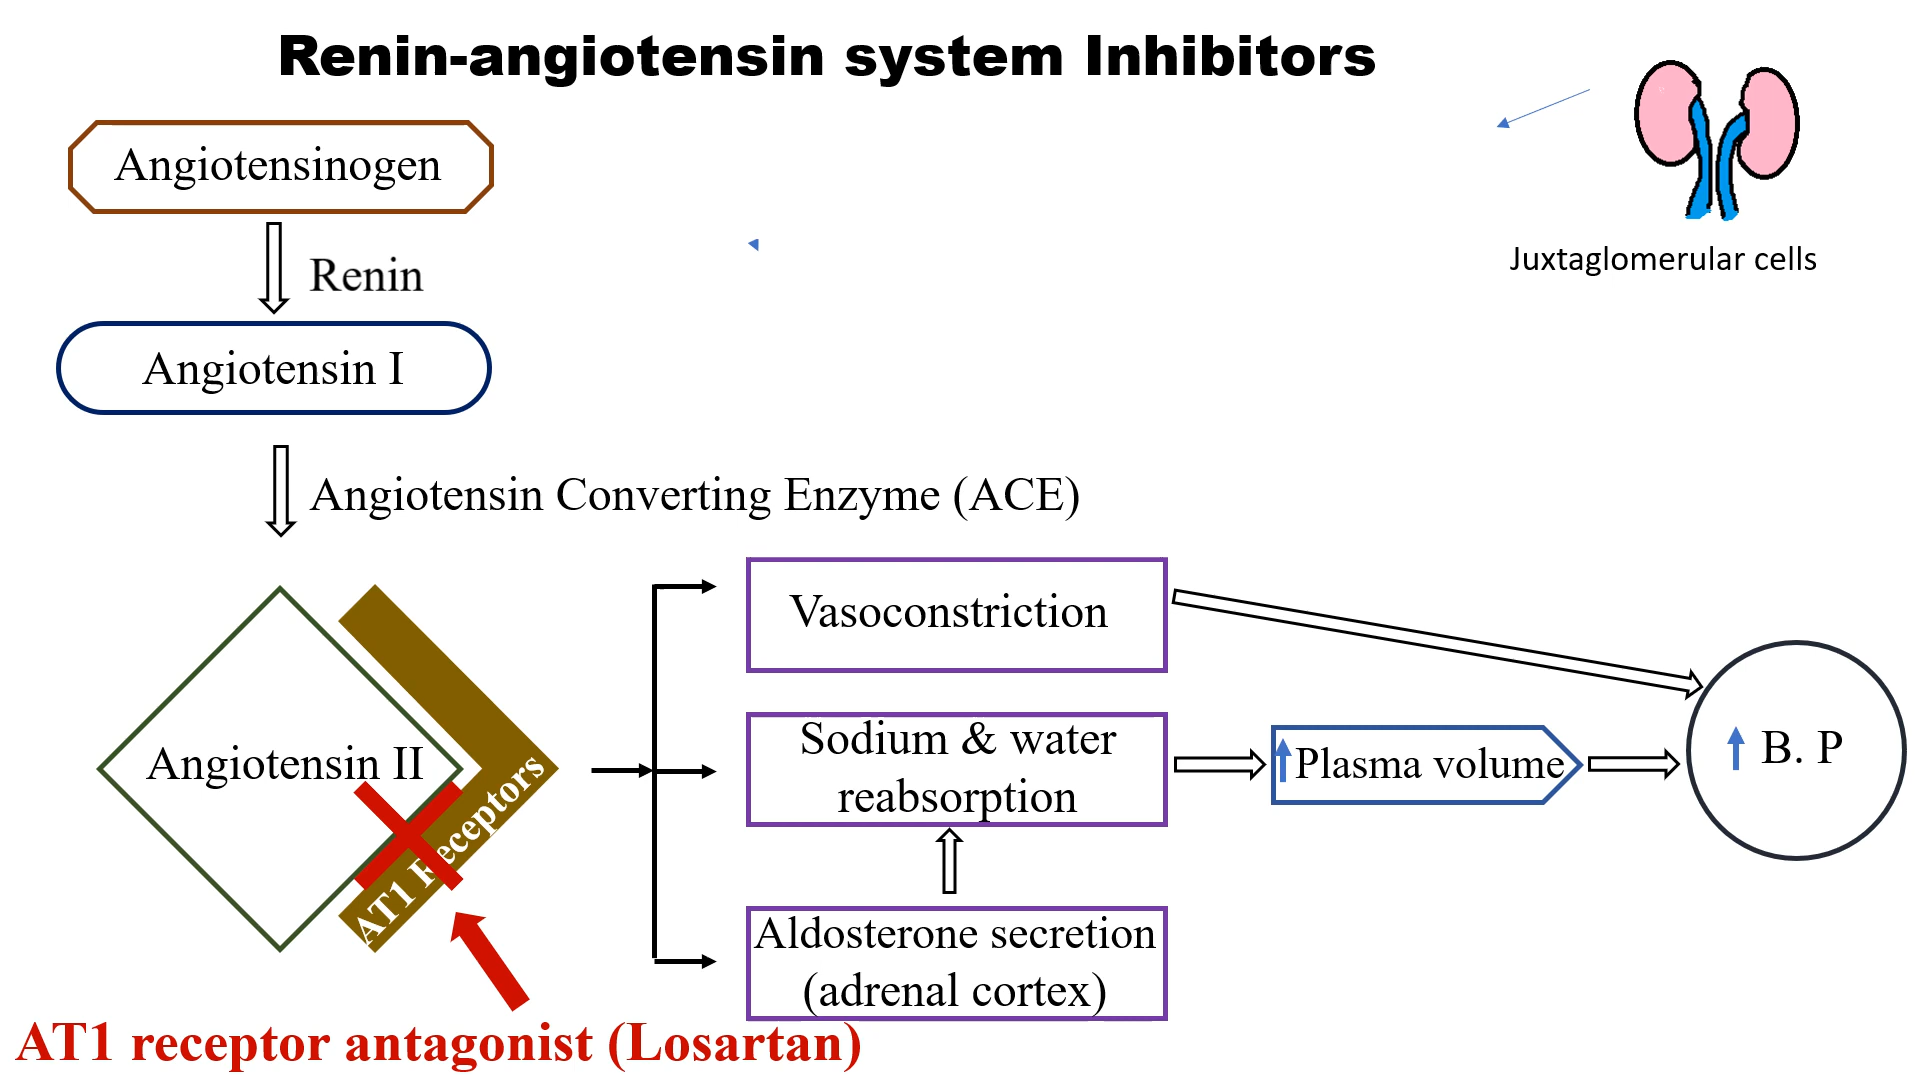 Renin-angiotensin system Inhibitors
Angiotensinogen
Renin
Juxtaglomerular cells
Angiotensin I
Angiotensin Converting Enzyme (ACE)
Vasoconstriction
Angiotensin II
AT1 Receptors
Sodium & water
reabsorption
Plasma volume
B. P
Aldosterone secretion
(adrenal cortex)
AT1 receptor antagonist (Losartan)